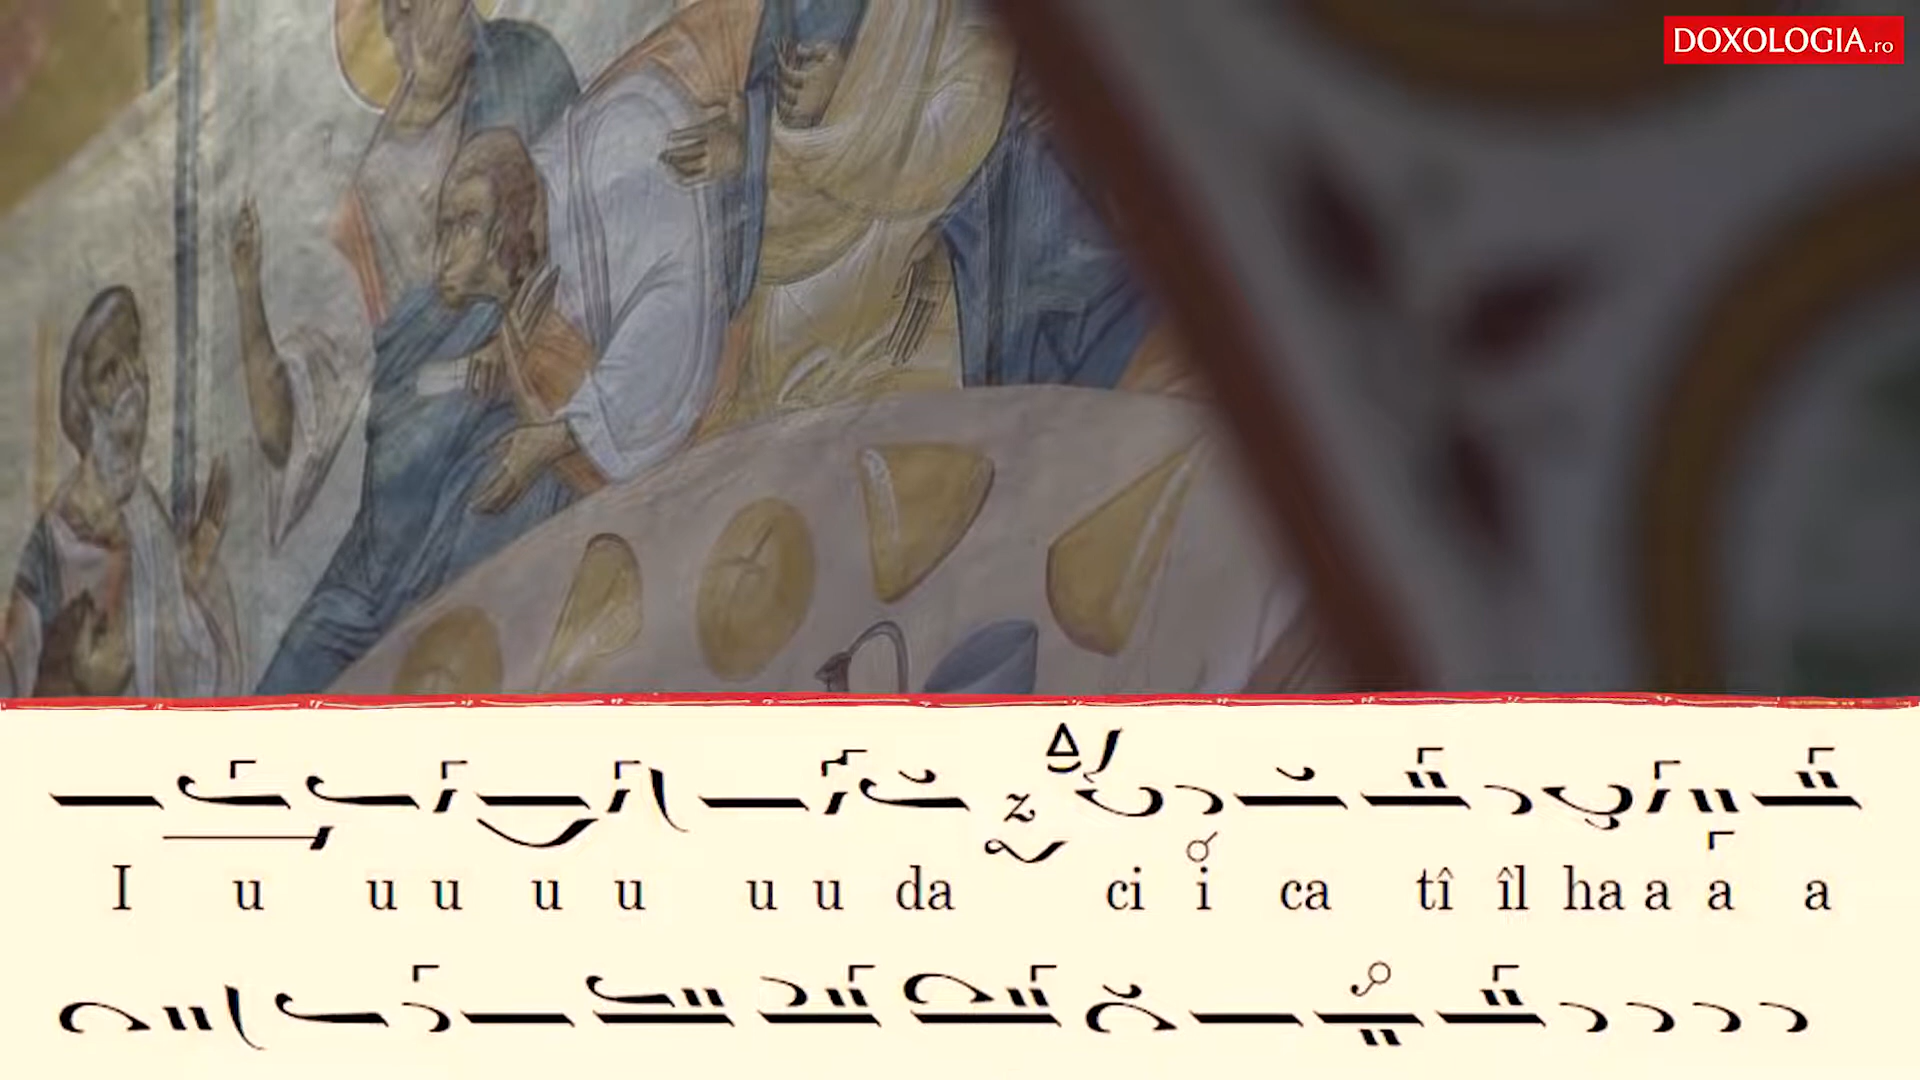 DOXOLOGIA.ro
I u u u u u u u da ci i ca tî îl ha a a a